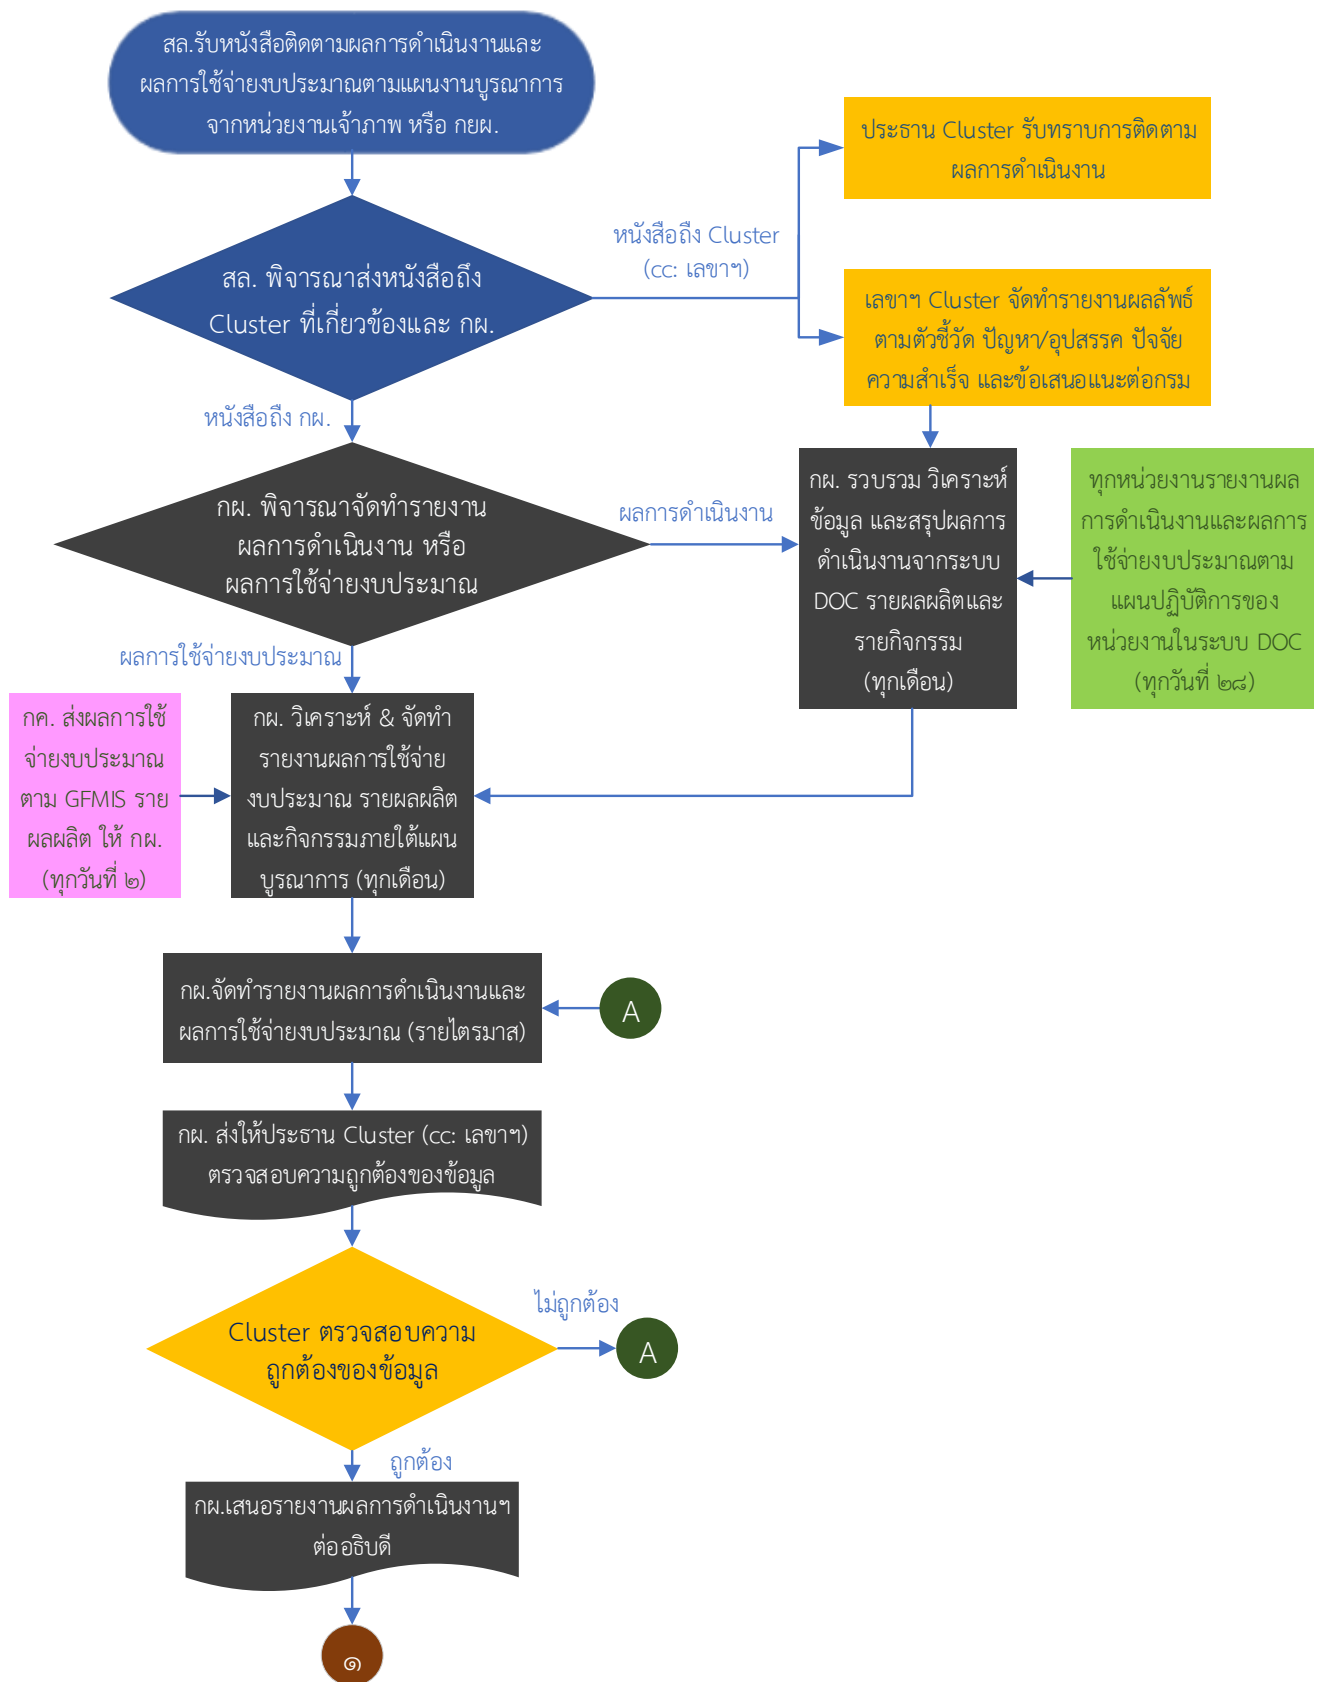 สล.รับหนังสือติดตามผลการดำเนินงานและ
ผลการใช้จ่ายงบประมาณตามแผนงานบูรณาการ
จากหน่วยงานเจ้าภาพ หรือ กยผ.
ประธาน Cluster รับทราบการติดตาม
ผลการดำเนินงาน
หนังสือถึง Cluster
(cc: เลขาฯ)
สล. พิจารณาส่งหนังสือถึง
Cluster ที่เกี่ยวข้องและ กผ.
เลขาฯ Cluster จัดทำรายงานผลลัพธ์
ตามตัวชี้วัด ปัญหา/อุปสรรค ปัจจัย
ความสำเร็จ และข้อเสนอแนะต่อกรม
หนังสือถึง กผ.
กผ. พิจารณาจัดทำรายงาน
ผลการดำเนินงาน หรือ
ผลการใช้จ่ายงบประมาณ
ผลการดำเนินงาน
กผ. รวบรวม วิเคราะห์
ข้อมูล และสรุปผลการ
ดำเนินงานจากระบบ
DOC รายผลผลิตและ
รายกิจกรรม
(ทุกเดือน)
ทุกหน่วยงานรายงานผล
การดำเนินงานและผลการ
ใช้จ่ายงบประมาณตาม
แผนปฏิบัติการของ
หน่วยงานในระบบ DOC
(ทุกวันที่ ๒๘)
ผลการใช้จ่ายงบประมาณ
กค. ส่งผลการใช้
จ่ายงบประมาณ
ตาม GFMIS ราย
ผลผลิต ให้ กผ.
(ทุกวันที่ ๒)
กผ. วิเคราะห์ & จัดทำ
รายงานผลการใช้จ่าย
งบประมาณ รายผลผลิต
และกิจกรรมภายใต้แผน
บูรณาการ (ทุกเดือน)
กผ.จัดทำรายงานผลการดำเนินงานและ
ผลการใช้จ่ายงบประมาณ (รายไตรมาส)
A
กผ. ส่งให้ประธาน Cluster (cc: เลขาฯ)
ตรวจสอบความถูกต้องของข้อมูล
Cluster ตรวจสอบความ
ถูกต้องของข้อมูล
ไม่ถูกต้อง
A
ถูกต้อง
กผ.เสนอรายงานผลการดำเนินงานฯ
ต่ออธิบดี
๑